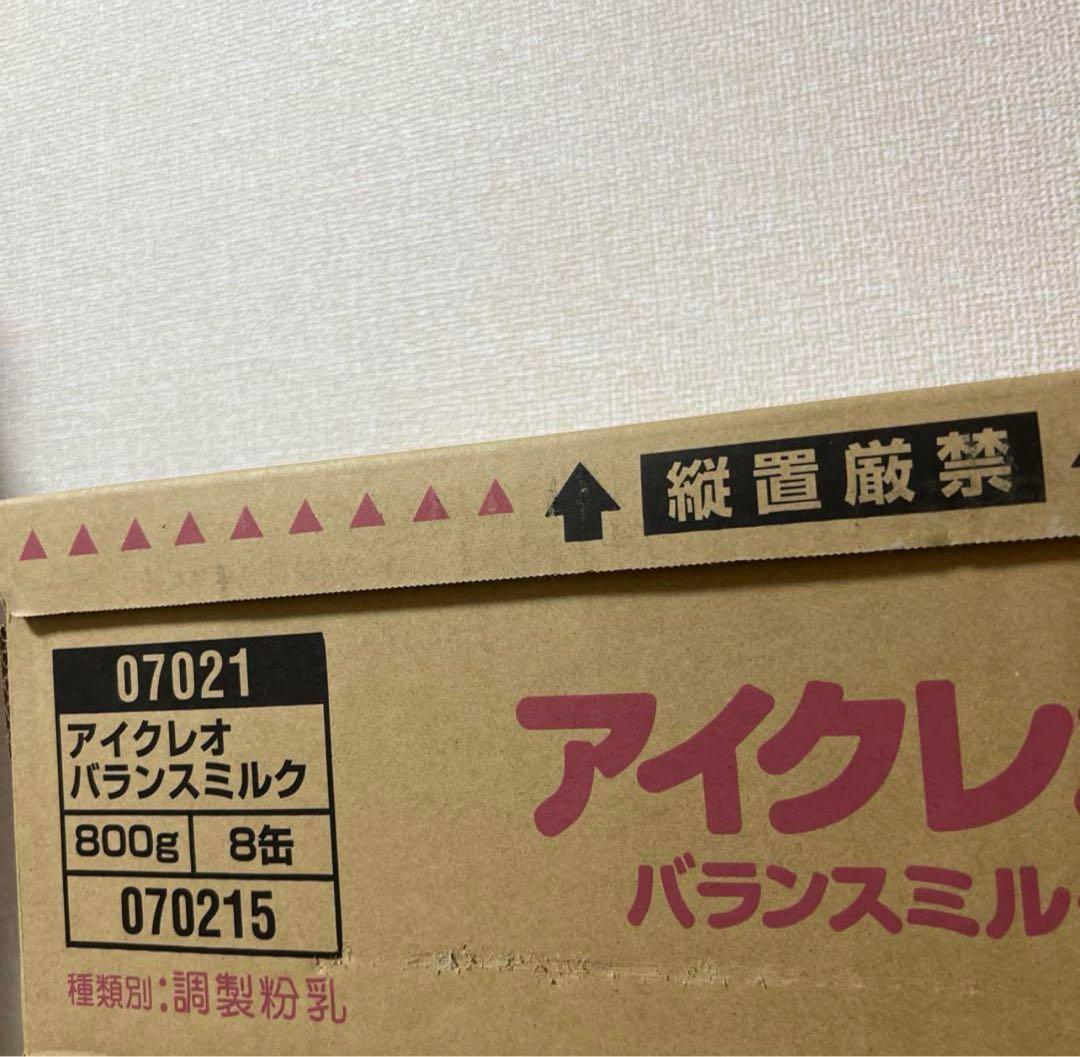 縦置厳禁
07021
アイクレオ
バランスミルク
800g 8缶
070215
種類別:調製粉乳
アイクレ
バランスミル